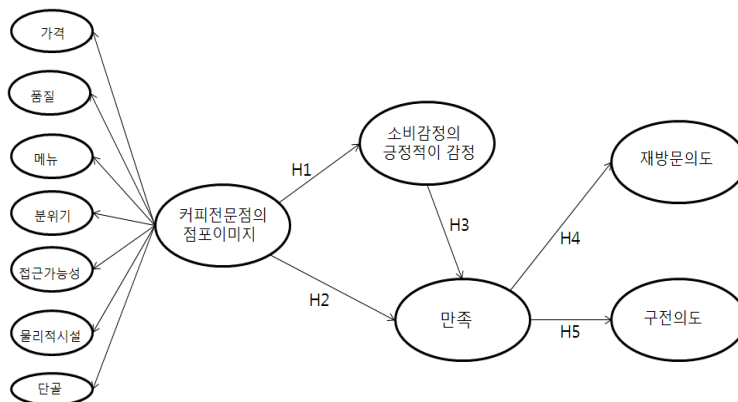 가격
품질
메뉴
분위기
접근가능성
물리적시설
단골
커피전문점의
점포이미지
H1
H2
소비감정의
긍정적이 감정
H3
만족
H4
H5
재방문의도
구전의도